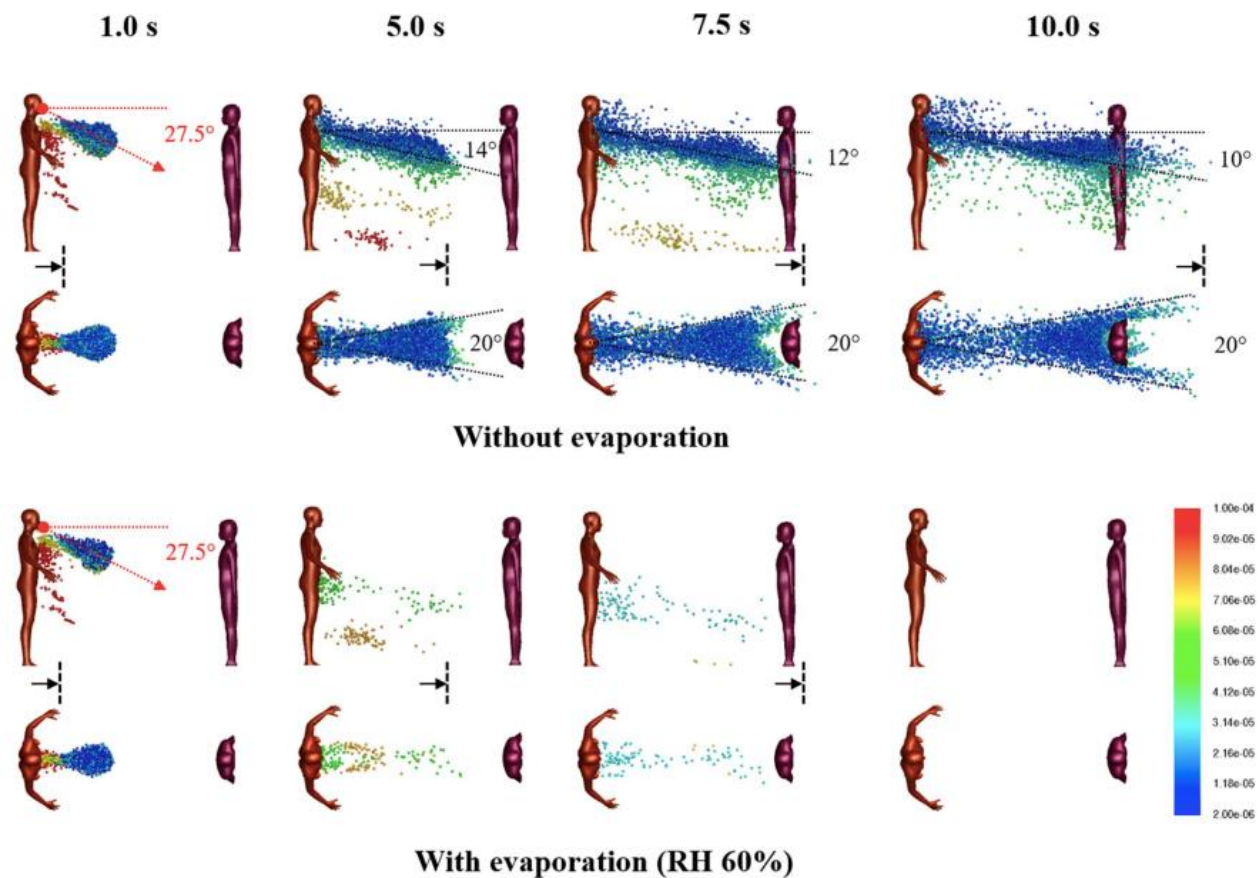 1.0 s
5.0 s
7.5 s
10.0 s
27.5°
14°
12°
10°
20°
20°
20°
Without evaporation
27.5°
1.00e-04
9.02e-05
8.04e-05
7.06e-05
6.08e-05
5.10e-05
4.12e-05
3.14e-05
2.16e-05
1.18e-05
2.00e-06
With evaporation (RH 60%)